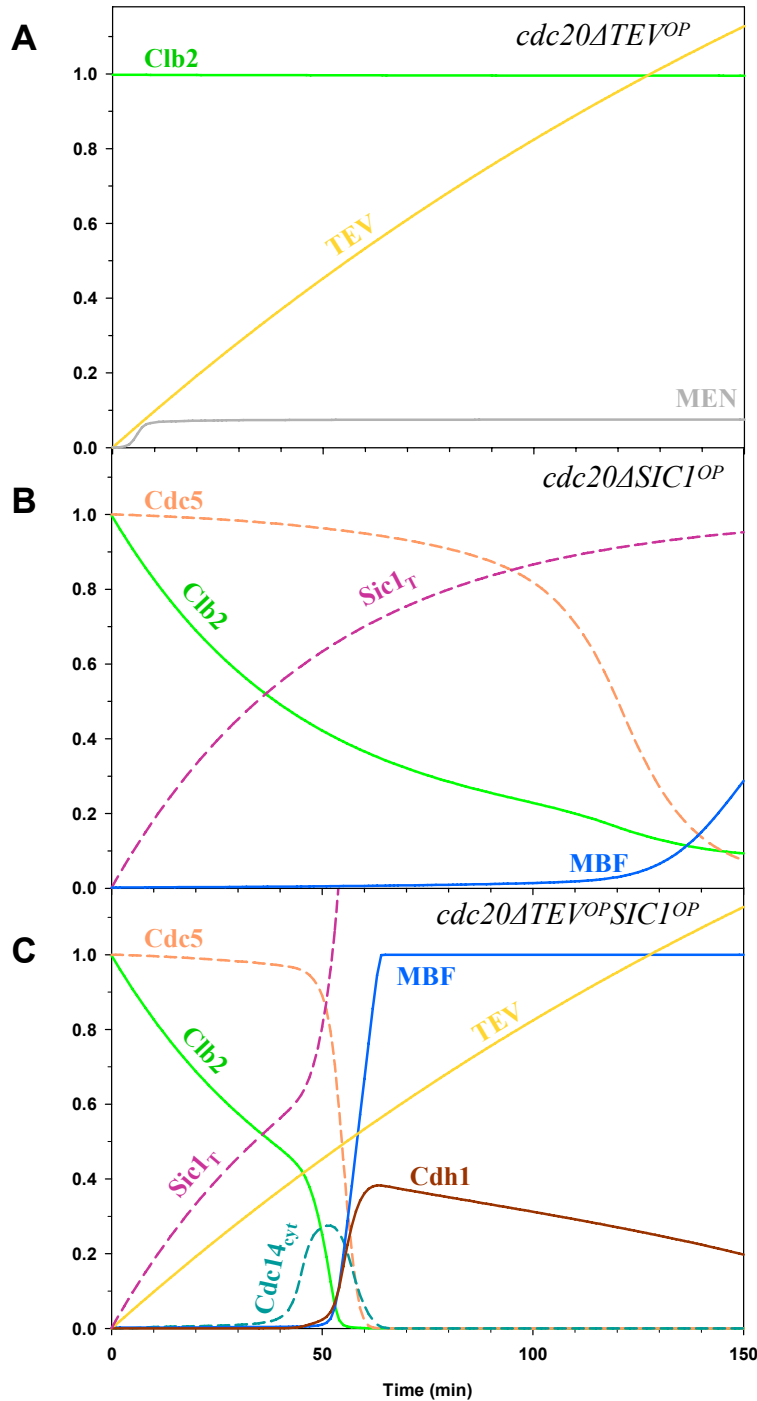 A
cdc20ΔTEV^OP
Clb2
TEV
MEN
1.0
0.8
0.6
0.4
0.2
0.0
B
cdc20ΔSIC1^OP
Cdc5
Clb2
Sic1_T
MBF
1.0
0.8
0.6
0.4
0.2
0.0
C
cdc20ΔTEV^OP SIC1^OP
Cdc5
MBF
TEV
Clb2
Sic1_T
Cdh1
Cdc14_cyt
1.0
0.8
0.6
0.4
0.2
0.0
0 50 100 150
Time (min)